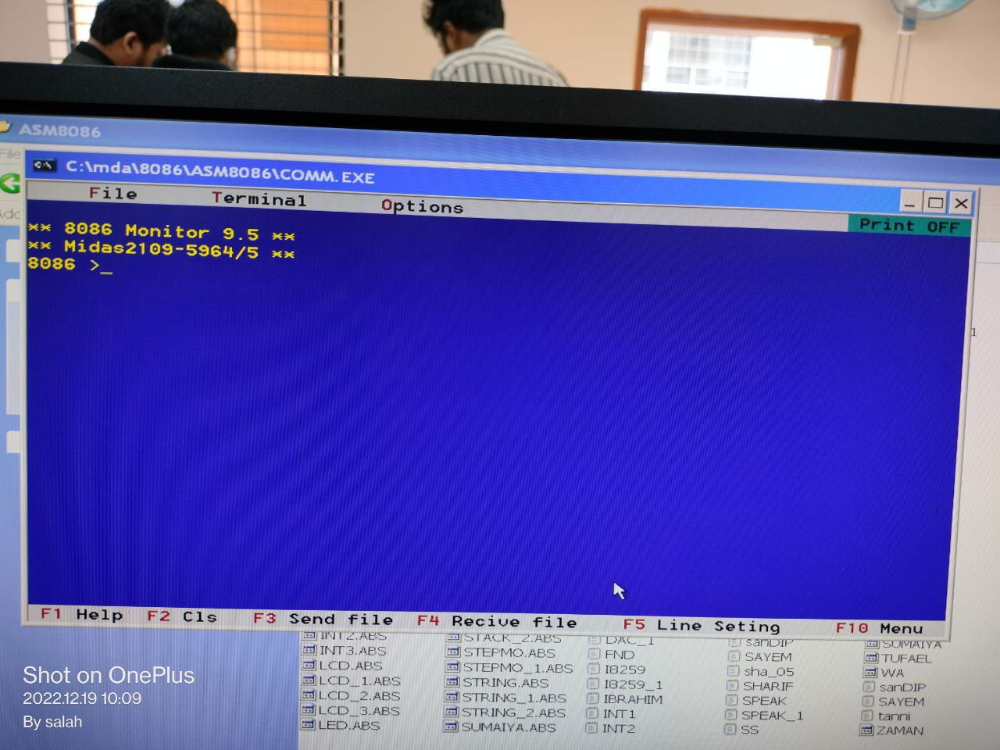 ASM8086
File
C:\mda\8086\ASM8086\COMM.EXE
File Terminal Options
Print OFF
** 8086 Monitor 9.5 **
** Midas2109-5964/5 **
8086 >_
F1 Help F2 Cls F3 Send file F4 Recive file F5 Line Seting F10 Menu
INT2.ABS STACK_2.ABS DAC_1 sanDIP SUMAIYA
INT3.ABS STEPMO.ABS FND SAYEM TUFAEL
LCD.ABS STEPMO_1.ABS I8259 sha_05 WA
LCD_1.ABS STRING.ABS I8259_1 SHARIF sanDIP
LCD_2.ABS STRING_1.ABS IBRAHIM SPEAK SAYEM
LCD_3.ABS STRING_2.ABS INT1 SPEAK_1 tanni
LED.ABS SUMAIYA.ABS INT2 SS ZAMAN
Shot on OnePlus
2022.12.19 10:09
By salah